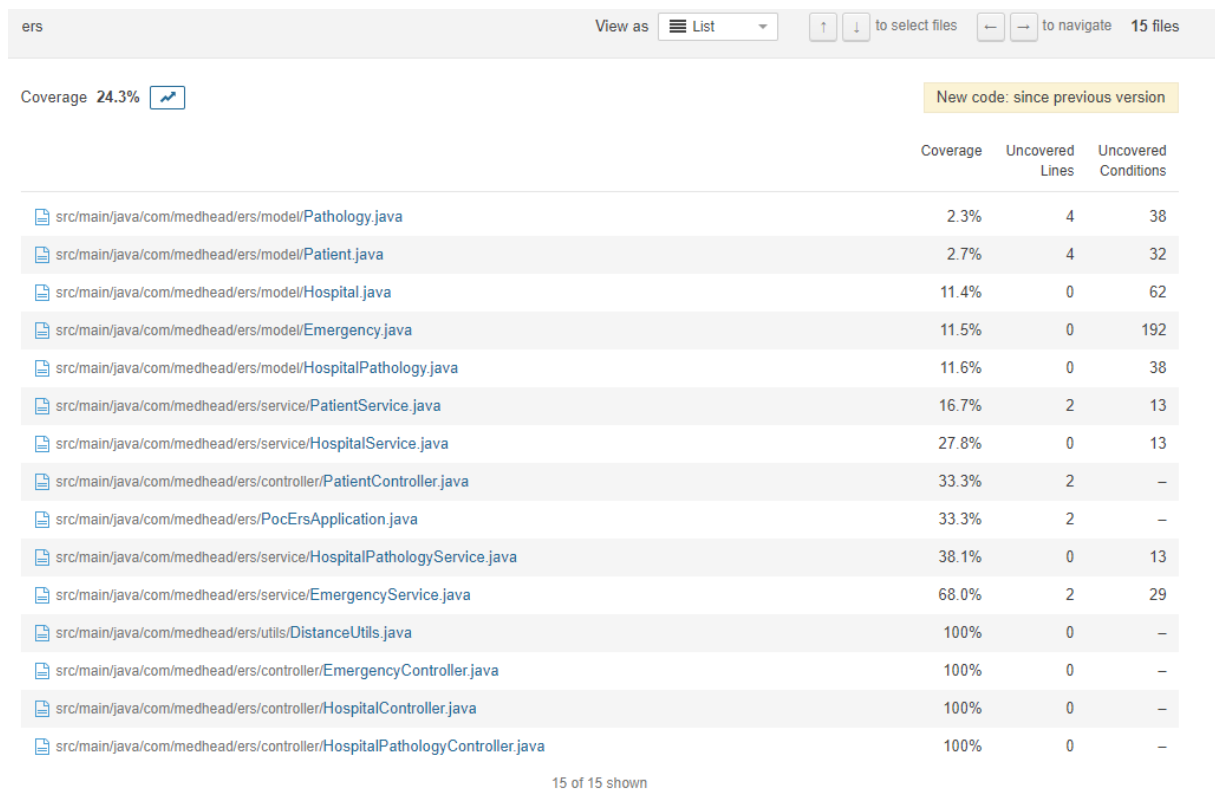 ers View as List ↑ ↓ to select files ← → to navigate 15 files
Coverage 24.3% New code: since previous version
Coverage Uncovered Lines Uncovered Conditions
src/main/java/com/medhead/ers/model/Pathology.java 2.3% 4 38
src/main/java/com/medhead/ers/model/Patient.java 2.7% 4 32
src/main/java/com/medhead/ers/model/Hospital.java 11.4% 0 62
src/main/java/com/medhead/ers/model/Emergency.java 11.5% 0 192
src/main/java/com/medhead/ers/model/HospitalPathology.java 11.6% 0 38
src/main/java/com/medhead/ers/service/PatientService.java 16.7% 2 13
src/main/java/com/medhead/ers/service/HospitalService.java 27.8% 0 13
src/main/java/com/medhead/ers/controller/PatientController.java 33.3% 2 –
src/main/java/com/medhead/ers/PocErsApplication.java 33.3% 2 –
src/main/java/com/medhead/ers/service/HospitalPathologyService.java 38.1% 0 13
src/main/java/com/medhead/ers/service/EmergencyService.java 68.0% 2 29
src/main/java/com/medhead/ers/utils/DistanceUtils.java 100% 0 –
src/main/java/com/medhead/ers/controller/EmergencyController.java 100% 0 –
src/main/java/com/medhead/ers/controller/HospitalController.java 100% 0 –
src/main/java/com/medhead/ers/controller/HospitalPathologyController.java 100% 0 –
15 of 15 shown